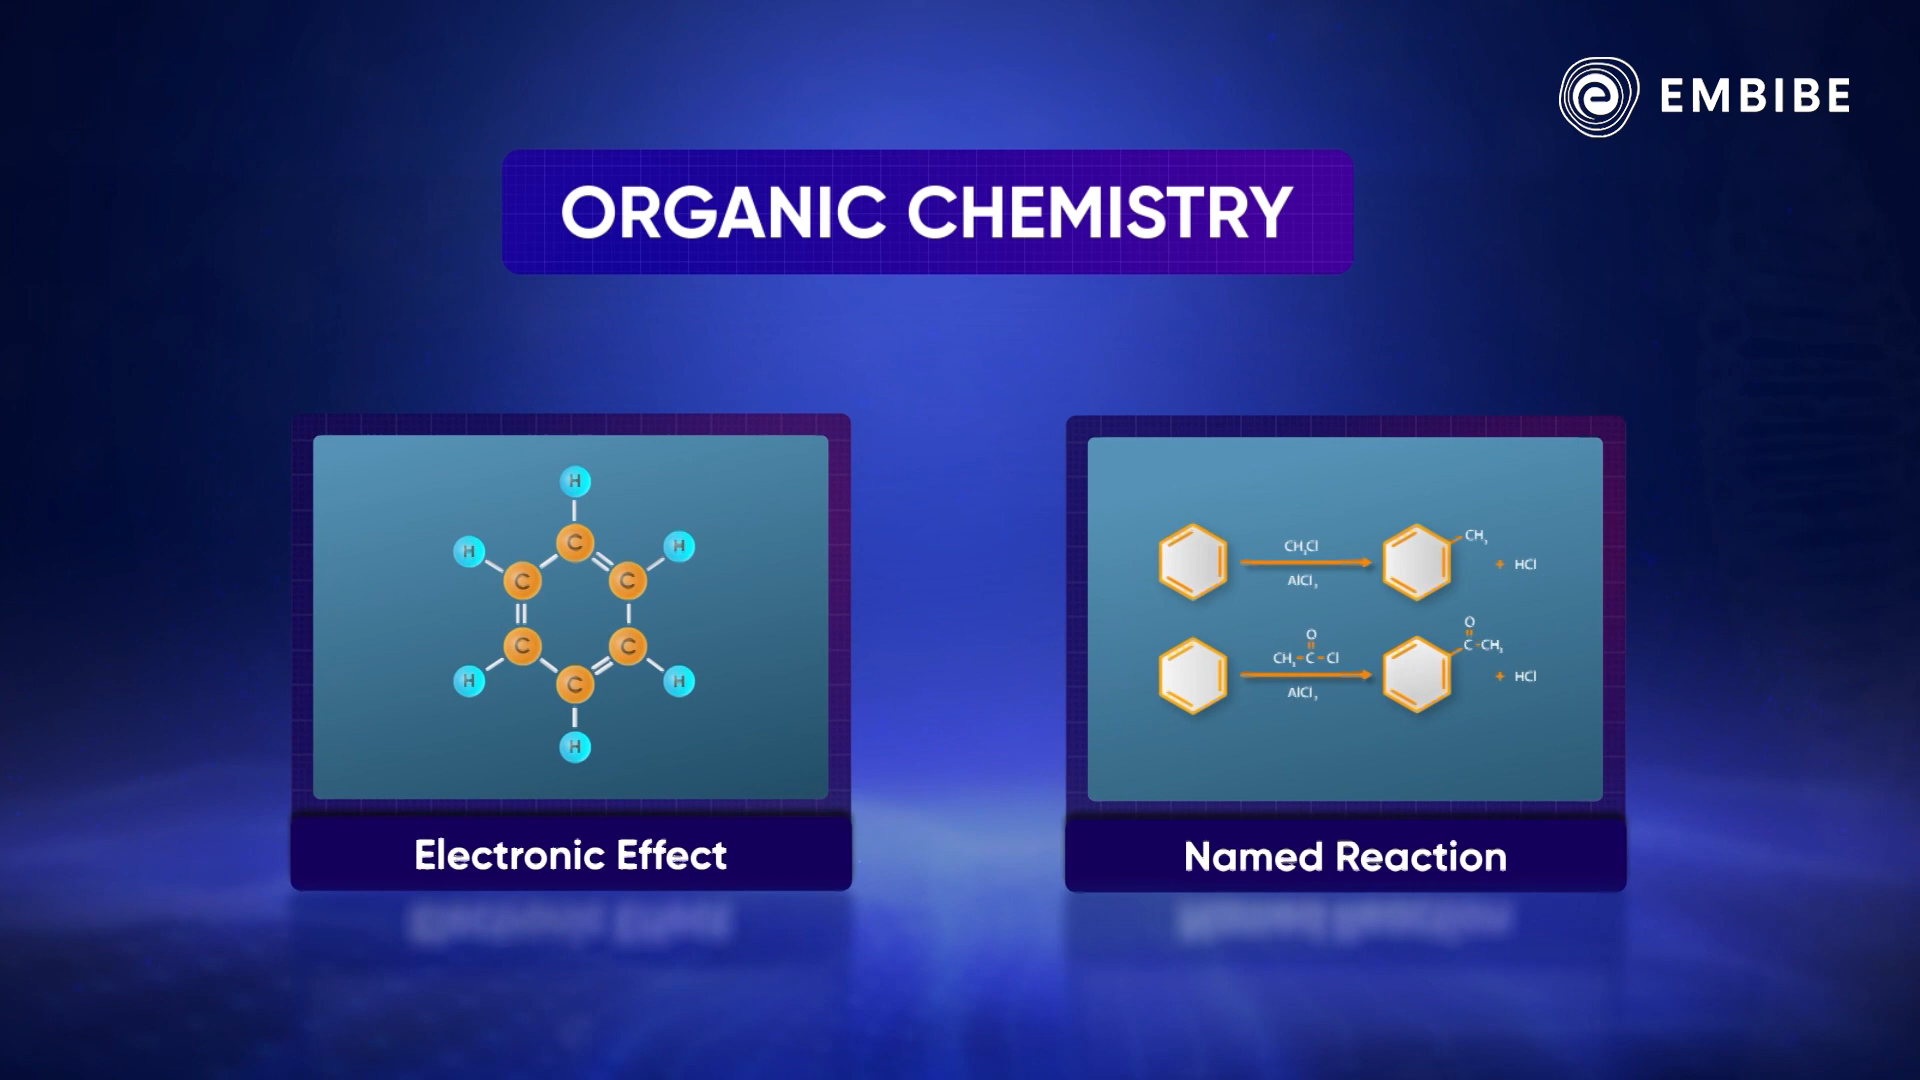 EMBIBE
ORGANIC CHEMISTRY
H
H
C
H
C
C
C
C
H
C
H
H
Electronic Effect
CH₃Cl
AlCl₃
CH₃
+ HCl
O
CH₃-C-Cl
AlCl₃
O
C-CH₃
+ HCl
Named Reaction